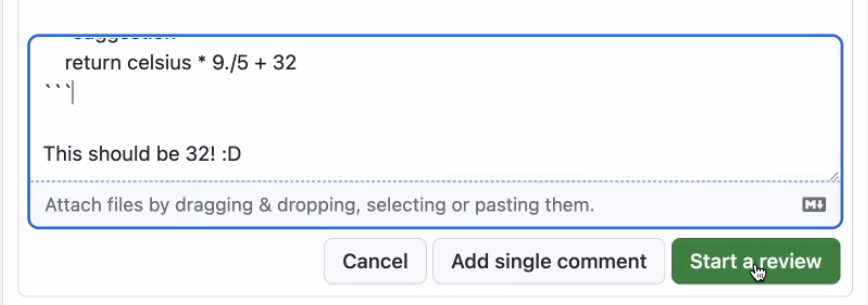 suggestion
return celsius * 9./5 + 32
```
This should be 32! :D
Attach files by dragging & dropping, selecting or pasting them.
M↓
Cancel
Add single comment
Start a review